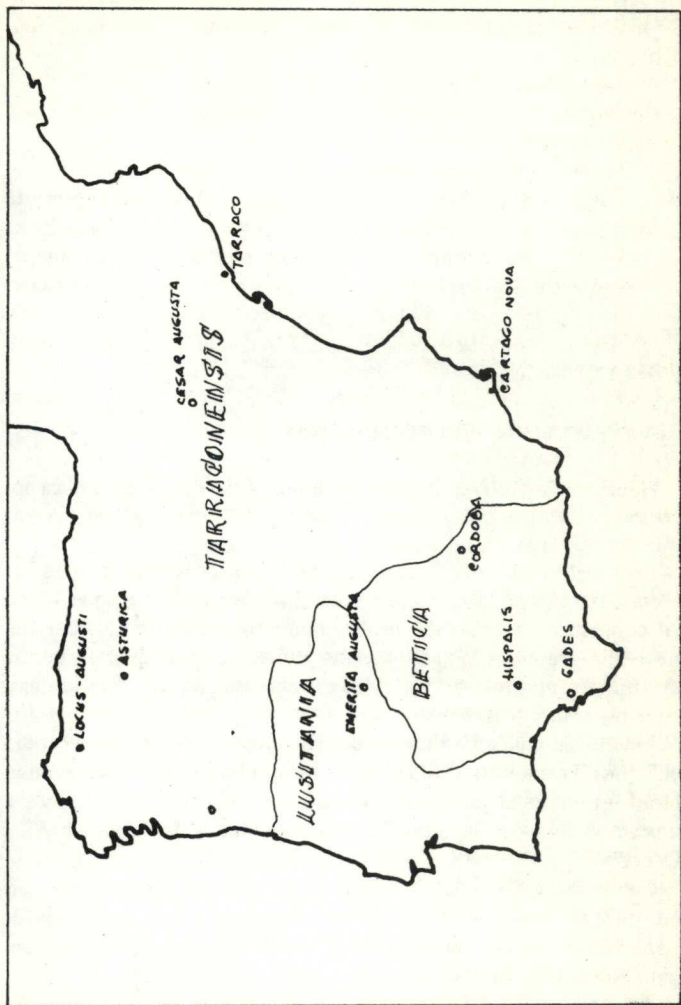 LOCUS-AUGUSTI
ASTURICA
CESAR AUGUSTA
TARRACO
TARRACONENSIS
LUSITANIA
EMERITA AUGUSTA
BETICA
CORDOBA
CARTAGO NOVA
HISPALIS
GADES